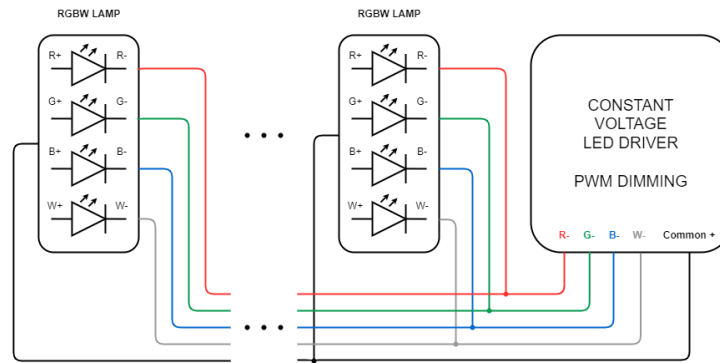 RGBW LAMP
R+ R-
G+ G-
B+ B-
W+ W-
RGBW LAMP
R+ R-
G+ G-
B+ B-
W+ W-
CONSTANT
VOLTAGE
LED DRIVER
PWM DIMMING
R- G- B- W- Common +